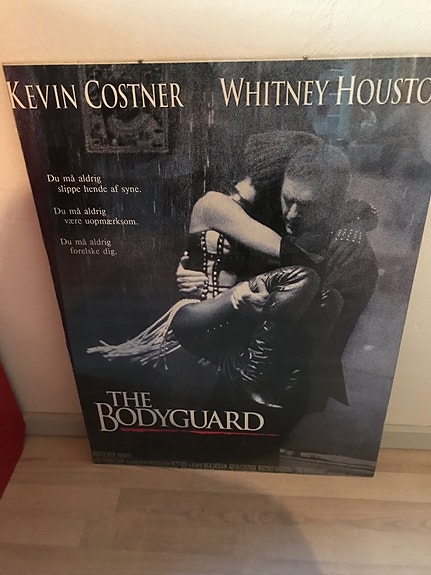 KEVIN COSTNER WHITNEY HOUSTO
Du må aldrig
slippe hende af syne.
Du må aldrig
være uopmærksom.
Du må aldrig
forelske dig.
THE
BODYGUARD